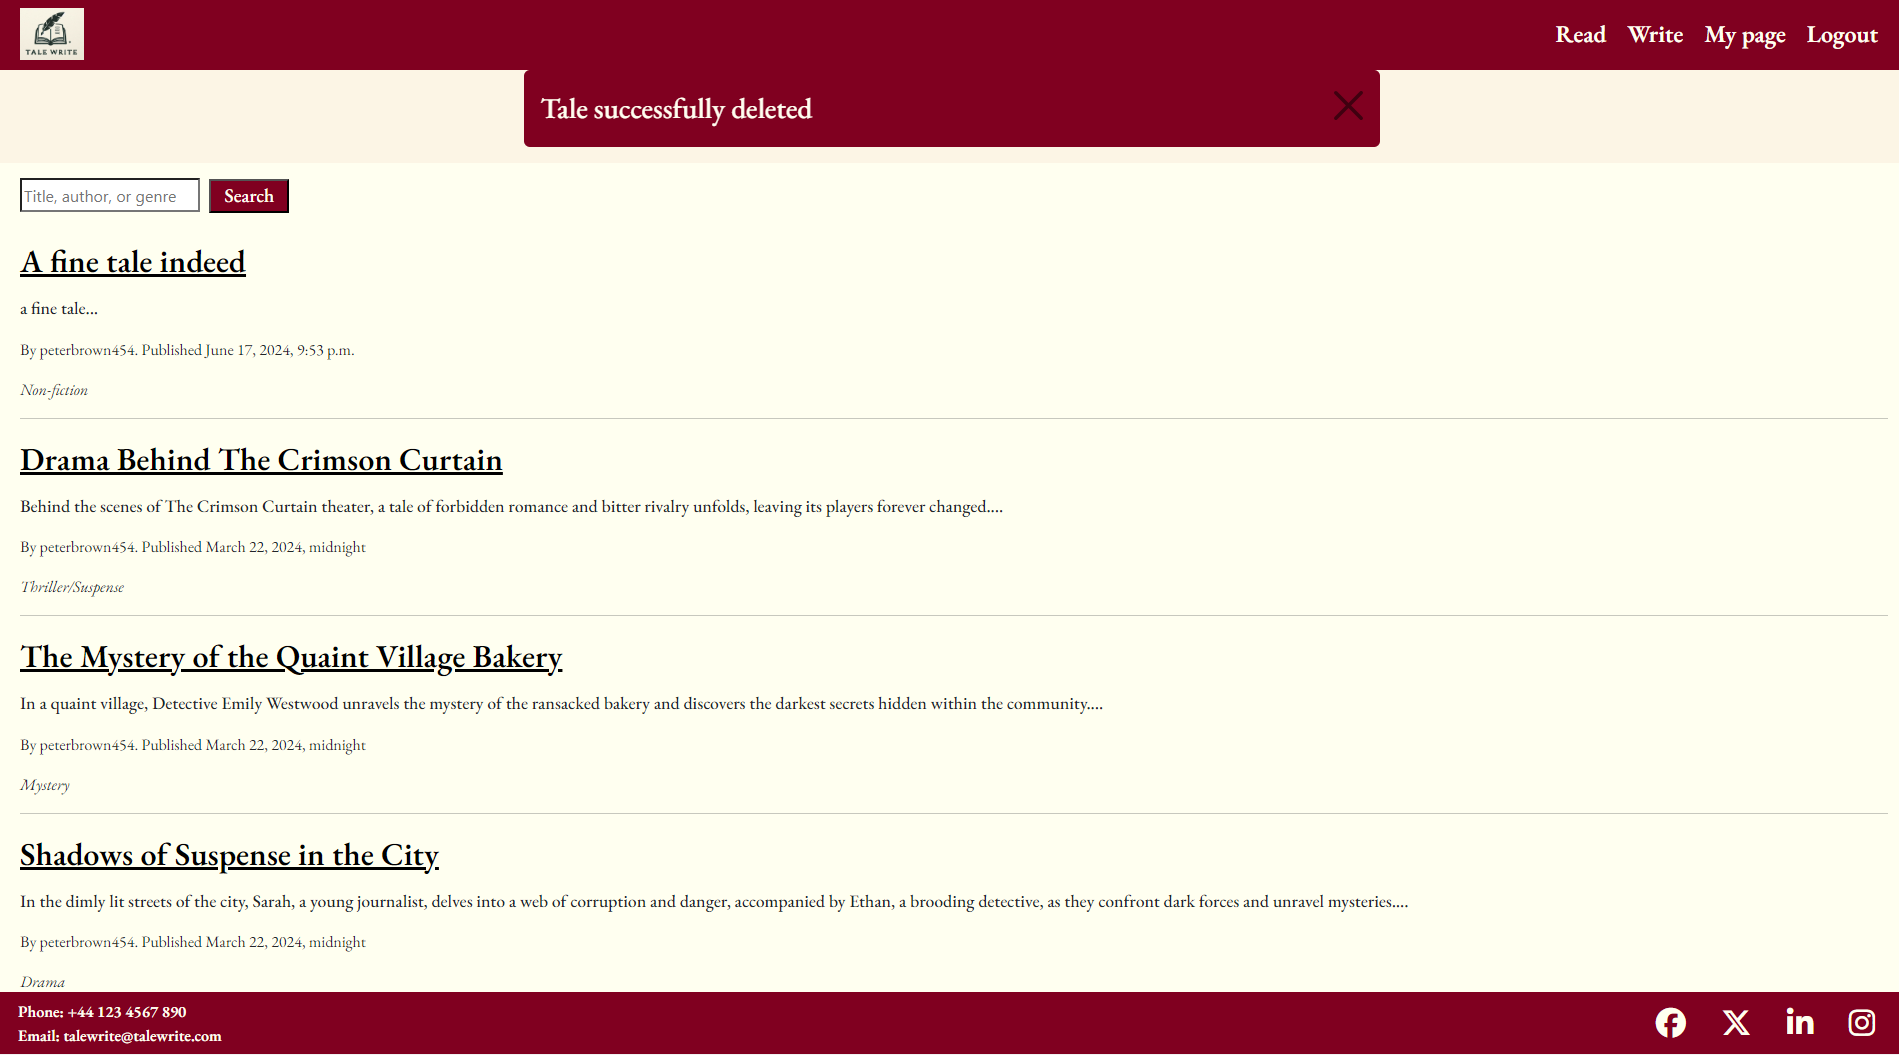 TALE WRITE
Read Write My page Logout
Tale successfully deleted
Title, author, or genre
Search
A fine tale indeed
a fine tale...
By peterbrown454. Published June 17, 2024, 9:53 p.m.
Non-fiction
Drama Behind The Crimson Curtain
Behind the scenes of The Crimson Curtain theater, a tale of forbidden romance and bitter rivalry unfolds, leaving its players forever changed....
By peterbrown454. Published March 22, 2024, midnight
Thriller/Suspense
The Mystery of the Quaint Village Bakery
In a quaint village, Detective Emily Westwood unravels the mystery of the ransacked bakery and discovers the darkest secrets hidden within the community....
By peterbrown454. Published March 22, 2024, midnight
Mystery
Shadows of Suspense in the City
In the dimly lit streets of the city, Sarah, a young journalist, delves into a web of corruption and danger, accompanied by Ethan, a brooding detective, as they confront dark forces and unravel mysteries....
By peterbrown454. Published March 22, 2024, midnight
Drama
Phone: +44 123 4567 890
Email: talewrite@talewrite.com